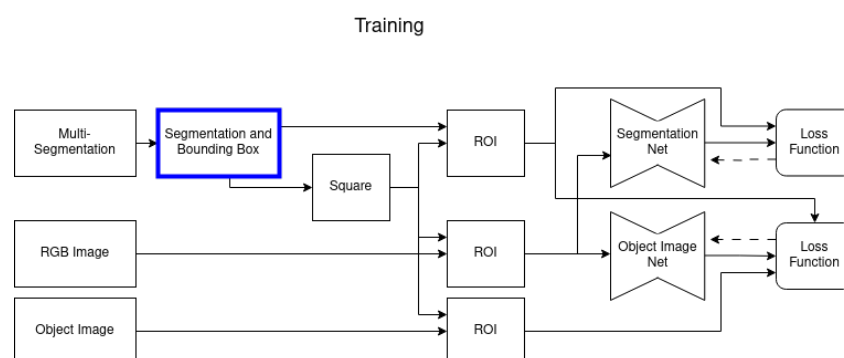 Training
Multi-
Segmentation
Segmentation and
Bounding Box
ROI
Segmentation
Net
Loss
Function
Square
RGB Image
ROI
Object Image
Net
Loss
Function
Object Image
ROI